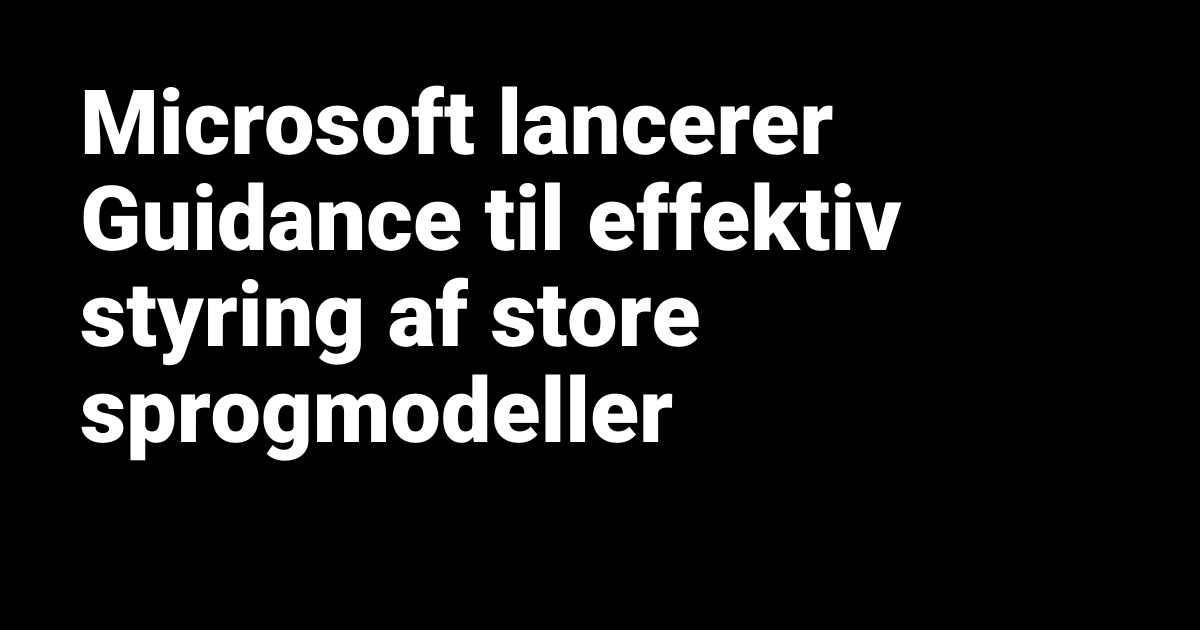 Microsoft lancerer
Guidance til effektiv
styring af store
sprogmodeller